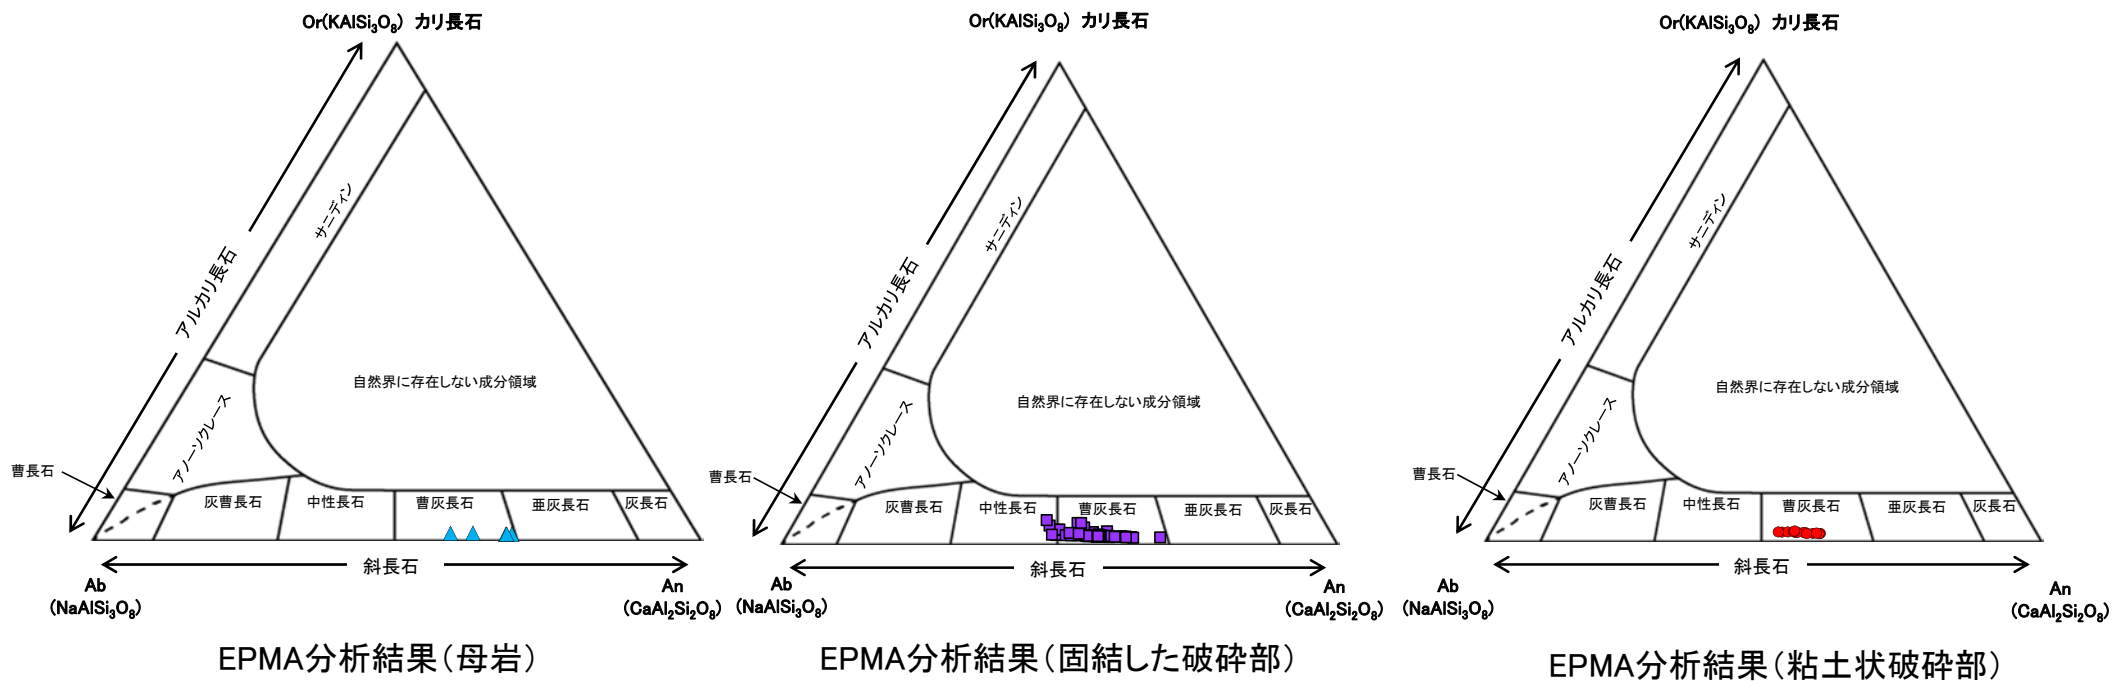 Or(KAlSi₃O₈) カリ長石
アルカリ長石
サニディン
自然界に存在しない成分領域
アノーソクレース
曹長石
灰曹長石
中性長石
曹灰長石
亜灰長石
灰長石
斜長石
Ab
(NaAlSi₃O₈)
An
(CaAl₂Si₂O₈)
EPMA分析結果（母岩）
Or(KAlSi₃O₈) カリ長石
アルカリ長石
サニディン
自然界に存在しない成分領域
アノーソクレース
曹長石
灰曹長石
中性長石
曹灰長石
亜灰長石
灰長石
斜長石
Ab
(NaAlSi₃O₈)
An
(CaAl₂Si₂O₈)
EPMA分析結果（固結した破砕部）
Or(KAlSi₃O₈) カリ長石
アルカリ長石
サニディン
自然界に存在しない成分領域
アノーソクレース
曹長石
灰曹長石
中性長石
曹灰長石
亜灰長石
灰長石
斜長石
Ab
(NaAlSi₃O₈)
An
(CaAl₂Si₂O₈)
EPMA分析結果（粘土状破砕部）